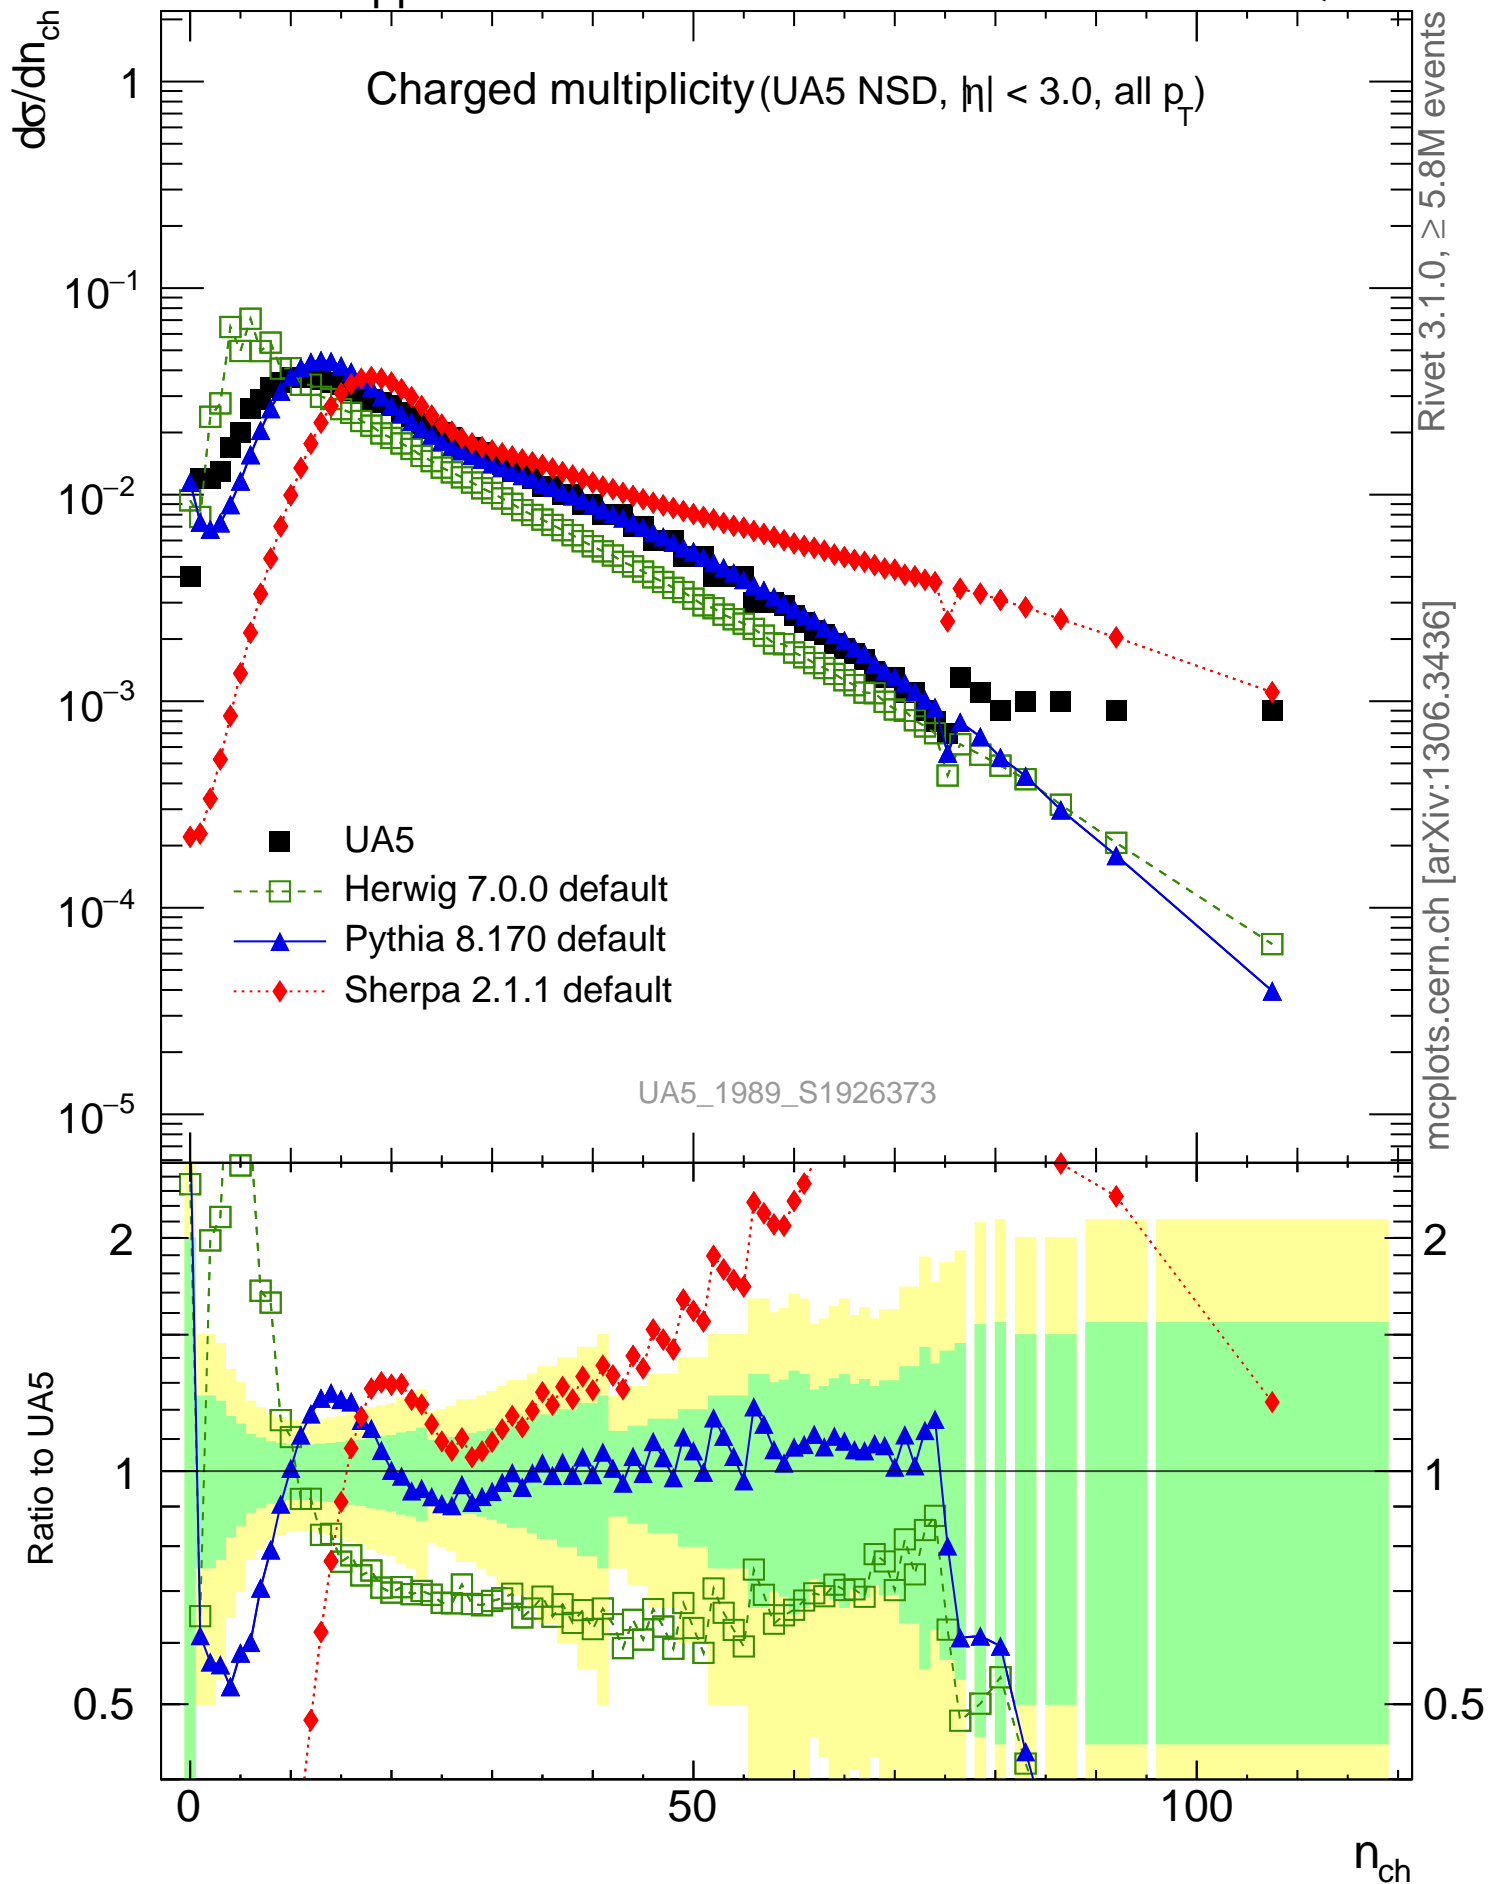 dσ/dn_ch
Charged multiplicity (UA5 NSD, |η| < 3.0, all p_T)
1
10^−1
10^−2
10^−3
10^−4
10^−5
UA5
Herwig 7.0.0 default
Pythia 8.170 default
Sherpa 2.1.1 default
UA5_1989_S1926373
Rivet 3.1.0, ≥ 5.8M events
mcplots.cern.ch [arXiv:1306.3436]
Ratio to UA5
2
1
0.5
2
1
0.5
0
50
100
n_ch